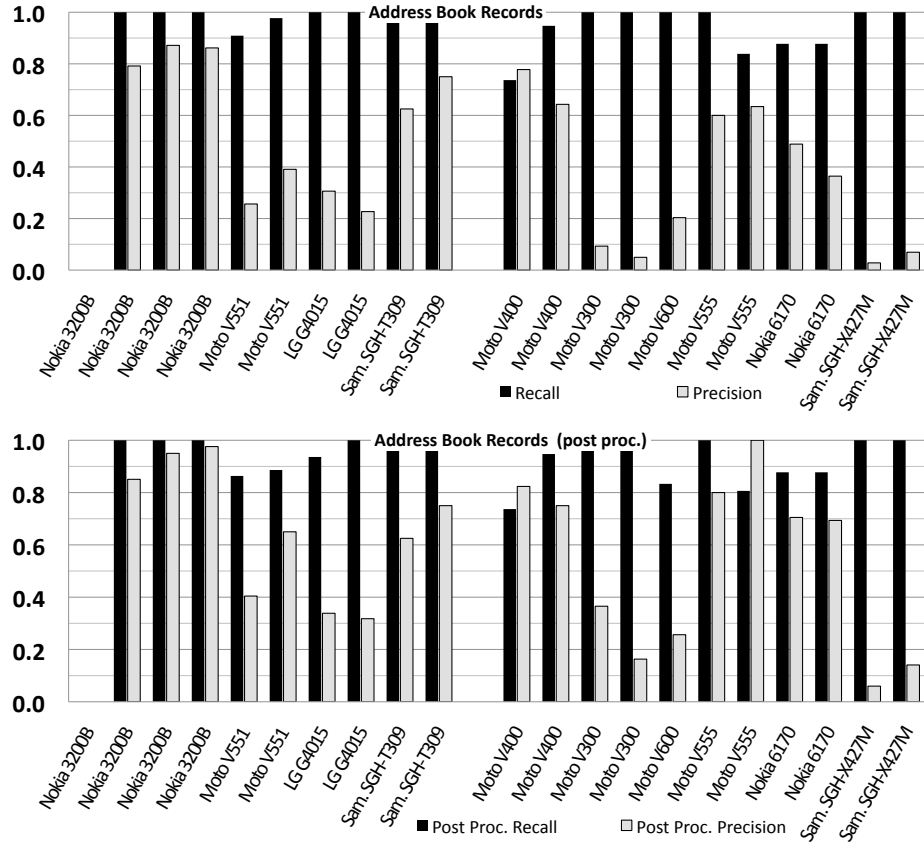 Address Book Records
1.0
0.8
0.6
0.4
0.2
0.0
Nokia 3200B
Nokia 3200B
Nokia 3200B
Nokia 3200B
Moto V551
Moto V551
LG G4015
LG G4015
Sam. SGH-T309
Sam. SGH-T309
Moto V400
Moto V400
Moto V300
Moto V300
Moto V600
Moto V555
Moto V555
Nokia 6170
Nokia 6170
Sam. SGH-X427M
Sam. SGH-X427M
Recall
Precision
Address Book Records (post proc.)
1.0
0.8
0.6
0.4
0.2
0.0
Nokia 3200B
Nokia 3200B
Nokia 3200B
Nokia 3200B
Moto V551
Moto V551
LG G4015
LG G4015
Sam. SGH-T309
Sam. SGH-T309
Moto V400
Moto V400
Moto V300
Moto V300
Moto V600
Moto V555
Moto V555
Nokia 6170
Nokia 6170
Sam. SGH-X427M
Sam. SGH-X427M
Post Proc. Recall
Post Proc. Precision